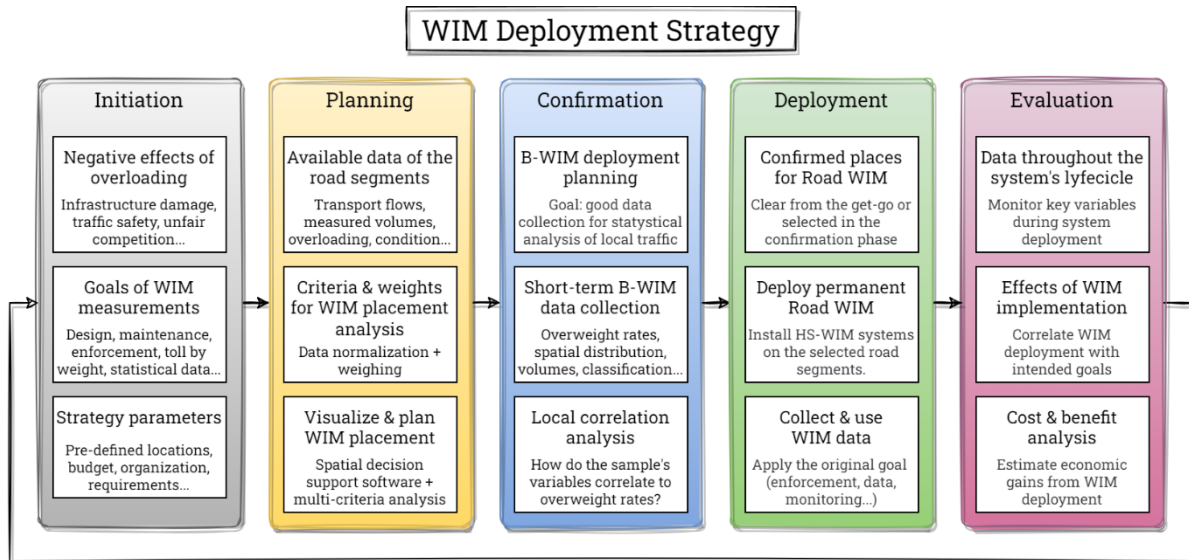 WIM Deployment Strategy
Initiation
Negative effects of
overloading
Infrastructure damage,
traffic safety, unfair
competition...
Goals of WIM
measurements
Design, maintenance,
enforcement, toll by
weight, statistical data...
Strategy parameters
Pre-defined locations,
budget, organization,
requirements...
Planning
Available data of the
road segments
Transport flows,
measured volumes,
overloading, condition...
Criteria & weights
for WIM placement
analysis
Data normalization +
weighing
Visualize & plan
WIM placement
Spatial decision
support software +
multi-criteria analysis
Confirmation
B-WIM deployment
planning
Goal: good data
collection for statystical
analysis of local traffic
Short-term B-WIM
data collection
Overweight rates,
spatial distribution,
volumes, classification...
Local correlation
analysis
How do the sample's
variables correlate to
overweight rates?
Deployment
Confirmed places
for Road WIM
Clear from the get-go or
selected in the
confirmation phase
Deploy permanent
Road WIM
Install HS-WIM systems
on the selected road
segments.
Collect & use
WIM data
Apply the original goal
(enforcement, data,
monitoring...)
Evaluation
Data throughout the
system's lyfecicle
Monitor key variables
during system
deployment
Effects of WIM
implementation
Correlate WIM
deployment with
intended goals
Cost & benefit
analysis
Estimate economic
gains from WIM
deployment